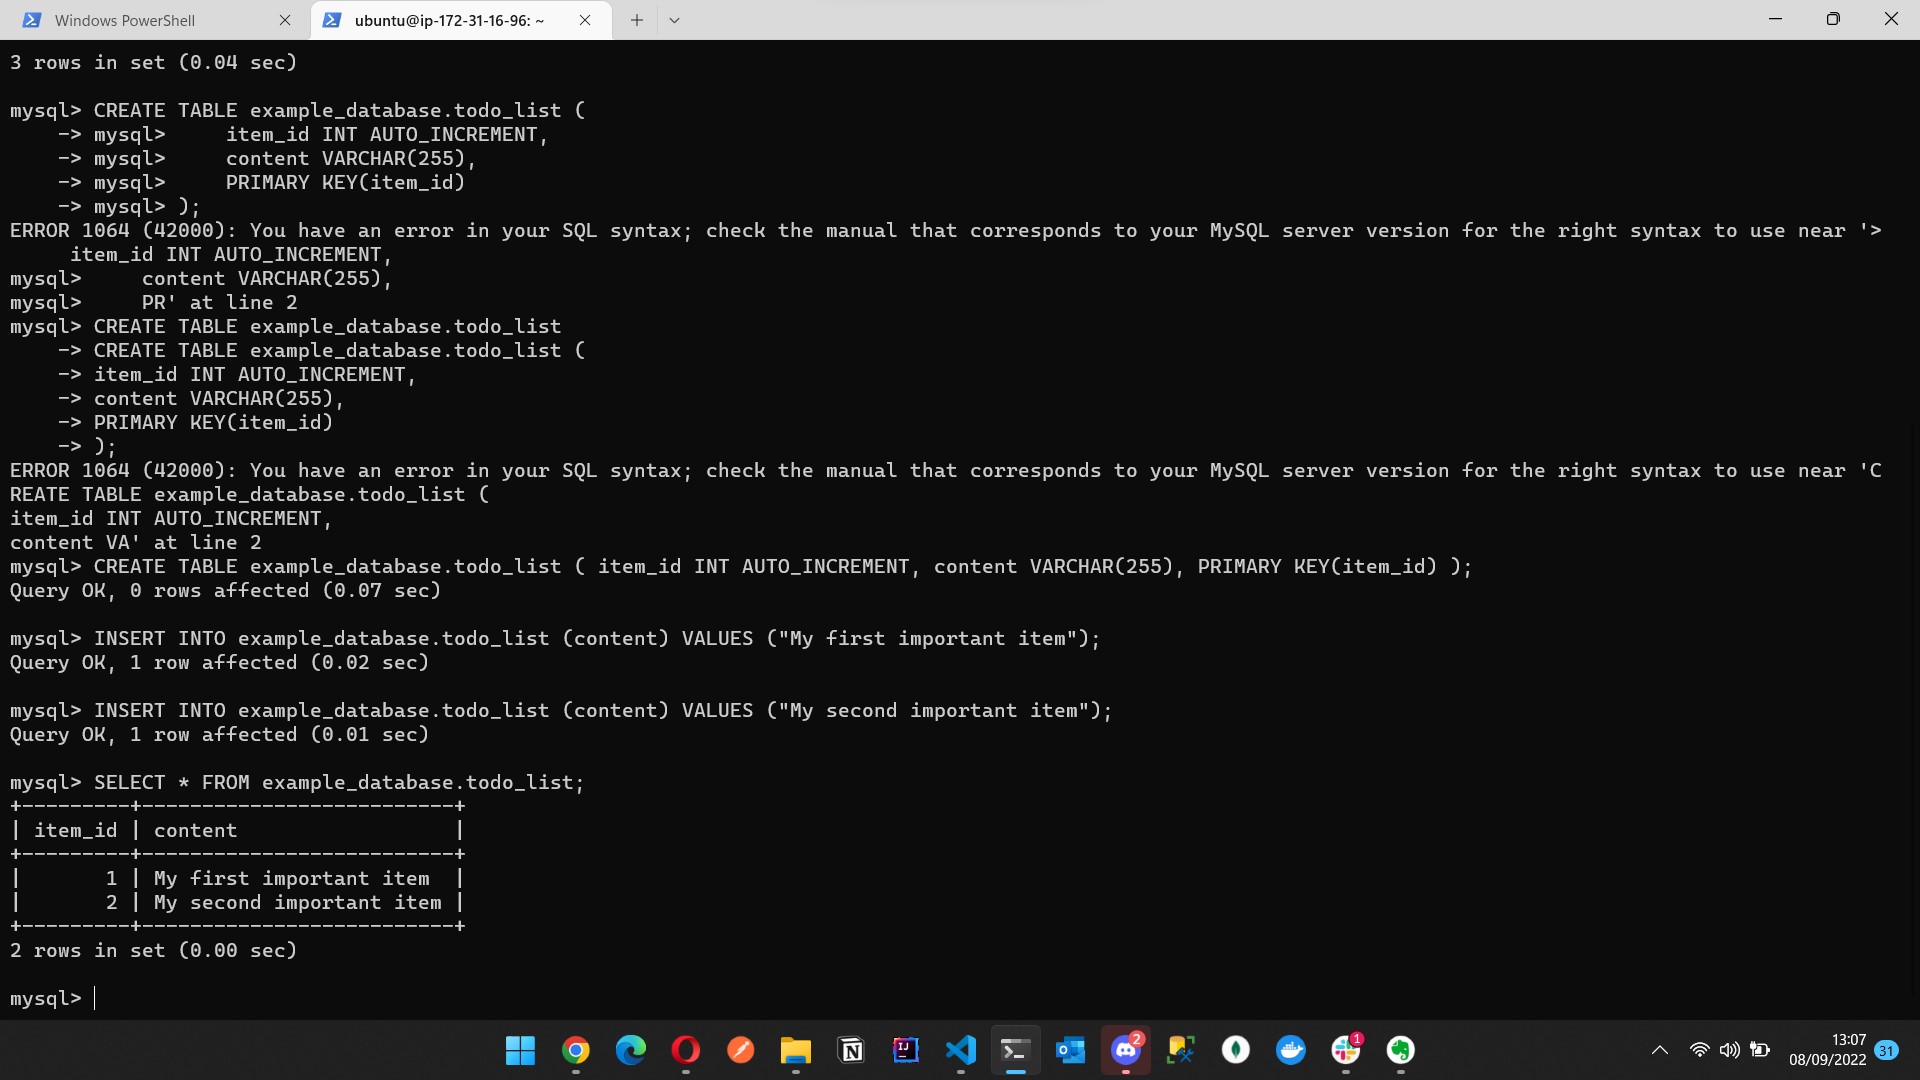 Windows PowerShell
ubuntu@ip-172-31-16-96: ~
3 rows in set (0.04 sec)
mysql> CREATE TABLE example_database.todo_list (
    -> mysql>     item_id INT AUTO_INCREMENT,
    -> mysql>     content VARCHAR(255),
    -> mysql>     PRIMARY KEY(item_id)
    -> mysql> );
ERROR 1064 (42000): You have an error in your SQL syntax; check the manual that corresponds to your MySQL server version for the right syntax to use near '>
     item_id INT AUTO_INCREMENT,
mysql>     content VARCHAR(255),
mysql>     PR' at line 2
mysql> CREATE TABLE example_database.todo_list
    -> CREATE TABLE example_database.todo_list (
    -> item_id INT AUTO_INCREMENT,
    -> content VARCHAR(255),
    -> PRIMARY KEY(item_id)
    -> );
ERROR 1064 (42000): You have an error in your SQL syntax; check the manual that corresponds to your MySQL server version for the right syntax to use near 'C
REATE TABLE example_database.todo_list (
item_id INT AUTO_INCREMENT,
content VA' at line 2
mysql> CREATE TABLE example_database.todo_list ( item_id INT AUTO_INCREMENT, content VARCHAR(255), PRIMARY KEY(item_id) );
Query OK, 0 rows affected (0.07 sec)
mysql> INSERT INTO example_database.todo_list (content) VALUES ("My first important item");
Query OK, 1 row affected (0.02 sec)
mysql> INSERT INTO example_database.todo_list (content) VALUES ("My second important item");
Query OK, 1 row affected (0.01 sec)
mysql> SELECT * FROM example_database.todo_list;
+---------+--------------------------+
| item_id | content                  |
+---------+--------------------------+
|       1 | My first important item  |
|       2 | My second important item |
+---------+--------------------------+
2 rows in set (0.00 sec)
mysql>
IJ
2
1
13:07
08/09/2022
31